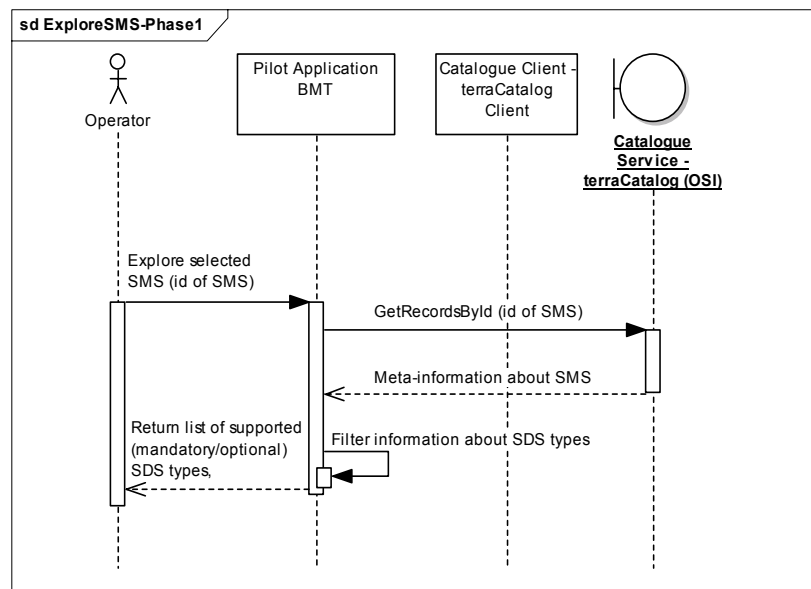 sd ExploreSMS-Phase1
Operator
Pilot Application
BMT
Catalogue Client -
terraCatalog
Client
Catalogue
Service -
terraCatalog (OSI)
Explore selected
SMS (id of SMS)
GetRecordsById (id of SMS)
Meta-information about SMS
Return list of supported
(mandatory/optional)
SDS types,
Filter information about SDS types